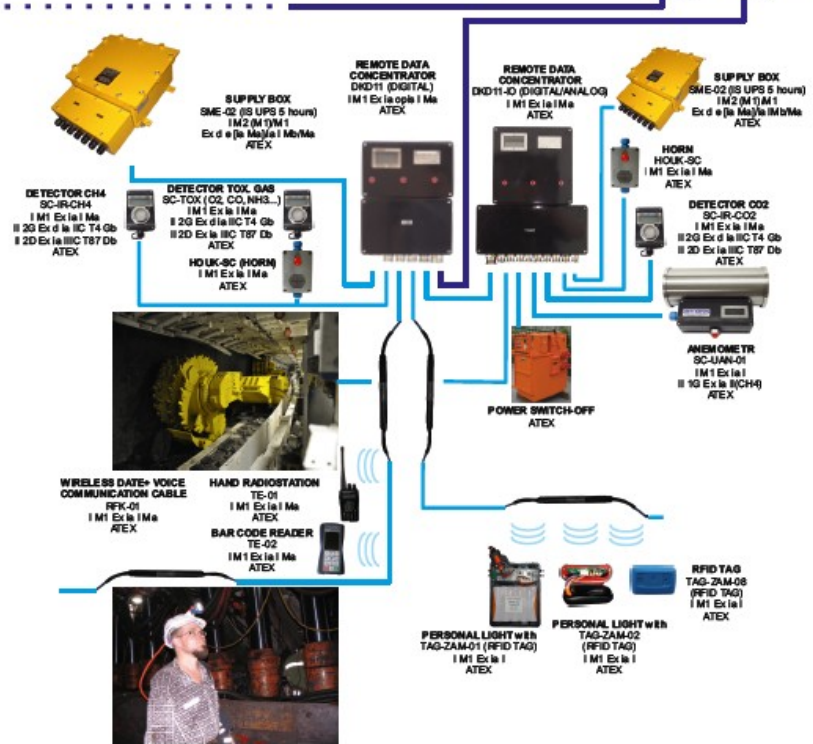 REMOTE DATA
CONCENTRATOR
DKD11 (DIGITAL)
I M1 Ex ia opis I Ma
ATEX
REMOTE DATA
CONCENTRATOR
DKD11-IO (DIGITAL/ANALOG)
I M1 Ex ia I Ma
ATEX
SUPPLY BOX
SME-02 (IS UPS 5 hours)
I M2 (M1)/M1
Ex d e [ia Ma]/ia I Mb/Ma
ATEX
SUPPLY BOX
SME-02 (IS UPS 5 hours)
I M2 (M1)/M1
Ex d e [ia Ma]/ia IMb/Ma
ATEX
HORN
HOUK-SC
I M1 Ex ia I Ma
ATEX
DETECTOR CH4
SC-IR-CH4
I M1 Ex ia I Ma
II 2G Ex d ia IIC T4 Gb
II 2D Ex ia IIIC T87 Db
ATEX
DETECTOR TOX. GAS
SC-TOX (O2, CO, NH3...)
I M1 Ex ia I Ma
II 2G Ex d ia IIC T4 Gb
II 2D Ex ia IIIC T87 Db
ATEX
HOUK-SC (HORN)
I M1 Ex ia I Ma
ATEX
DETECTOR CO2
SC-IR-CO2
I M1 Ex ia I Ma
II 2G Ex d ia IIC T4 Gb
II 2D Ex ia IIIC T87 Db
ATEX
ANEMOMETR
SC-UAN-01
I M1 Ex ia I
II 1G Ex ia II(CH4)
ATEX
POWER SWITCH-OFF
ATEX
WIRELESS DATE+ VOICE
COMMUNICATION CABLE
RFK-01
I M1 Ex ia I Ma
ATEX
HAND RADIOSTATION
TE-01
I M1 Ex ia I Ma
ATEX
BAR CODE READER
TE-02
I M1 Ex ia I Ma
ATEX
PERSONAL LIGHT with
TAG-ZAM-01 (RFID TAG)
I M1 Ex ia I
ATEX
PERSONAL LIGHT with
TAG-ZAM-02
(RFID TAG)
I M1 Ex ia I
ATEX
RFID TAG
TAG-ZAM-06
(RFID TAG)
I M1 Ex ia I
ATEX